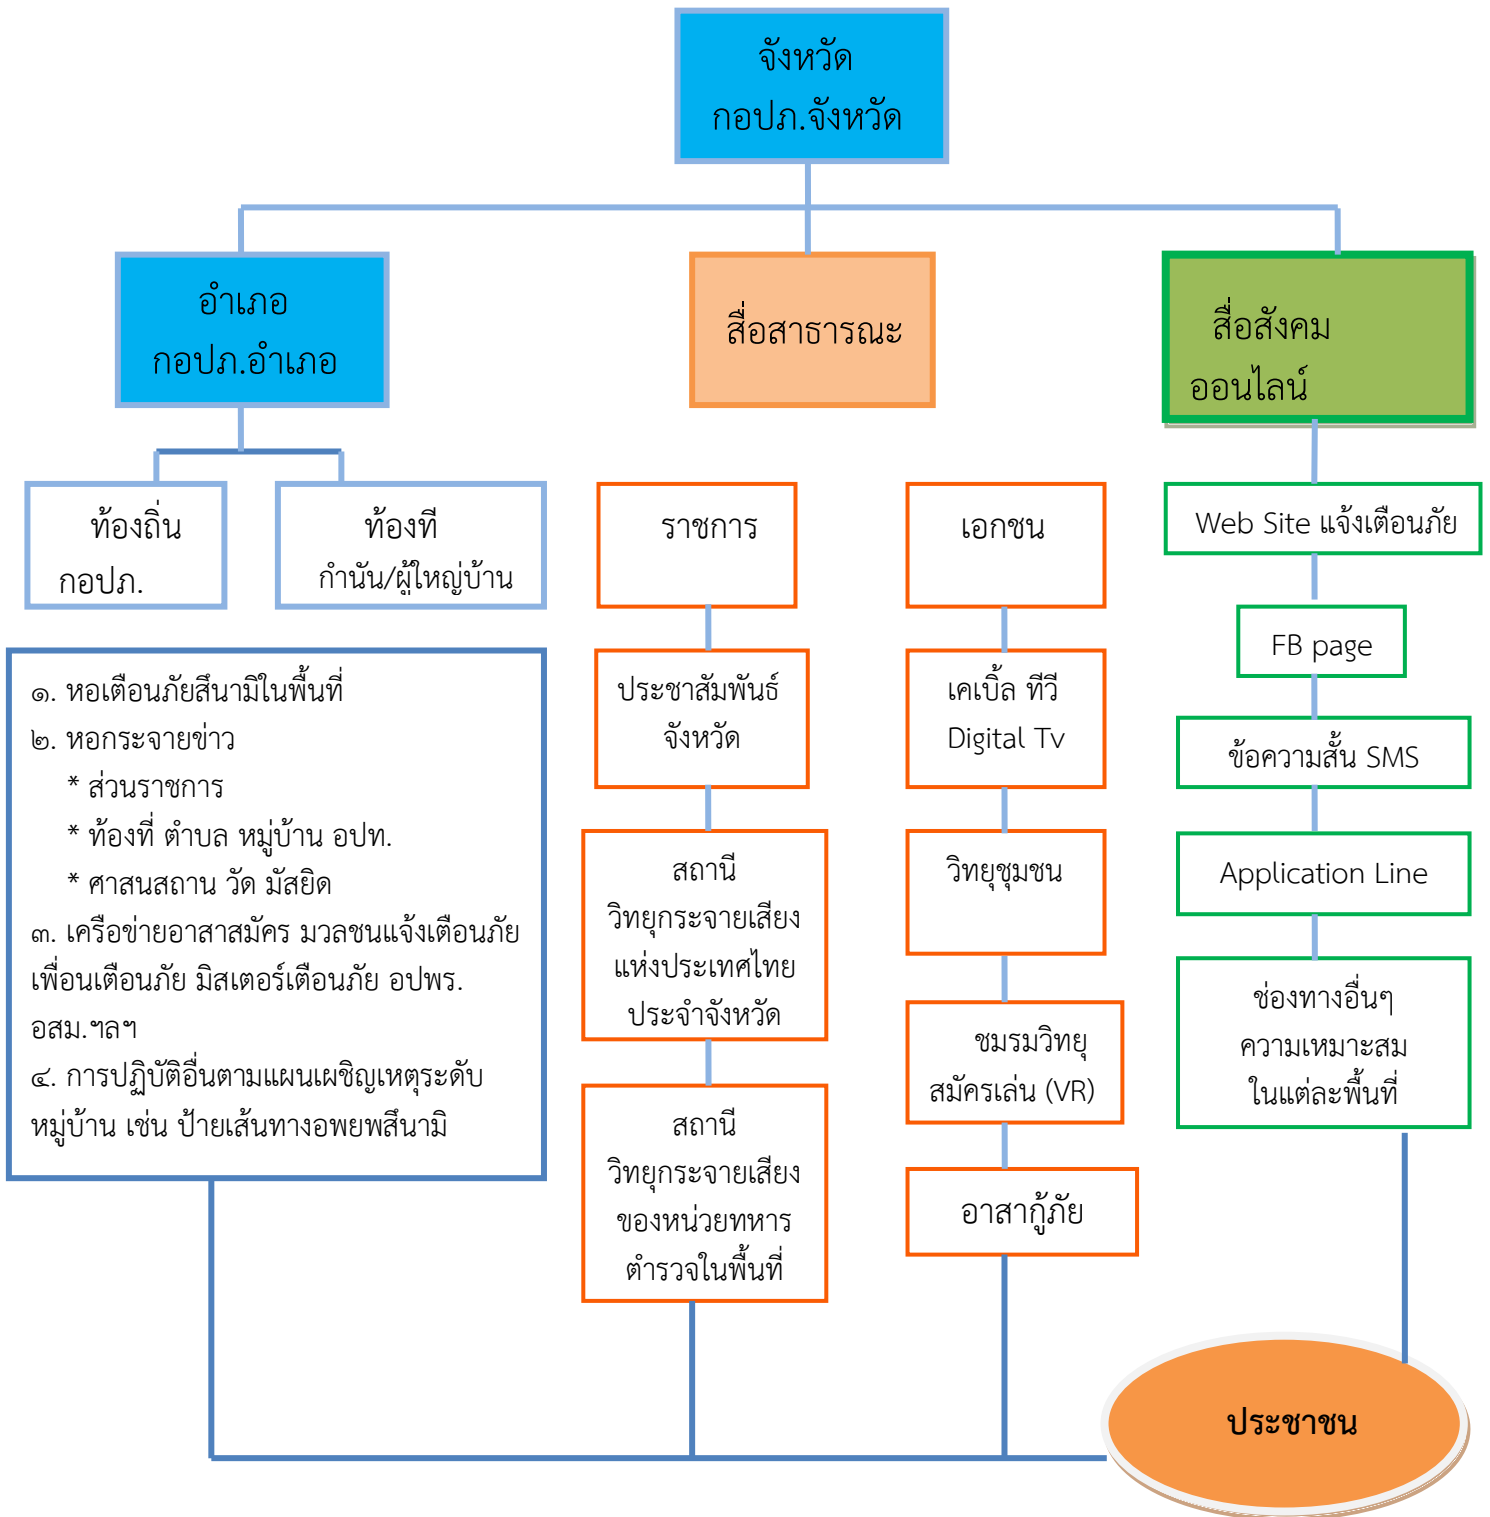 จังหวัด
กอปภ.จังหวัด
อำเภอ
กอปภ.อำเภอ
สื่อสาธารณะ
สื่อสังคม
ออนไลน์
ท้องถิ่น
กอปภ.
ท้องที
กำนัน/ผู้ใหญ่บ้าน
๑. หอเตือนภัยสึนามิในพื้นที่
๒. หอกระจายข่าว
* ส่วนราชการ
* ท้องที่ ตำบล หมู่บ้าน อปท.
* ศาสนสถาน วัด มัสยิด
๓. เครือข่ายอาสาสมัคร มวลชนแจ้งเตือนภัย
เพื่อนเตือนภัย มิสเตอร์เตือนภัย อปพร.
อสม.ฯลฯ
๔. การปฏิบัติอื่นตามแผนเผชิญเหตุระดับ
หมู่บ้าน เช่น ป้ายเส้นทางอพยพสึนามิ
ราชการ
ประชาสัมพันธ์
จังหวัด
สถานี
วิทยุกระจายเสียง
แห่งประเทศไทย
ประจำจังหวัด
สถานี
วิทยุกระจายเสียง
ของหน่วยทหาร
ตำรวจในพื้นที่
เอกชน
เคเบิ้ล ทีวี
Digital Tv
วิทยุชุมชน
ชมรมวิทยุ
สมัครเล่น (VR)
อาสากู้ภัย
Web Site แจ้งเตือนภัย
FB page
ข้อความสั้น SMS
Application Line
ช่องทางอื่นๆ
ความเหมาะสม
ในแต่ละพื้นที่
ประชาชน